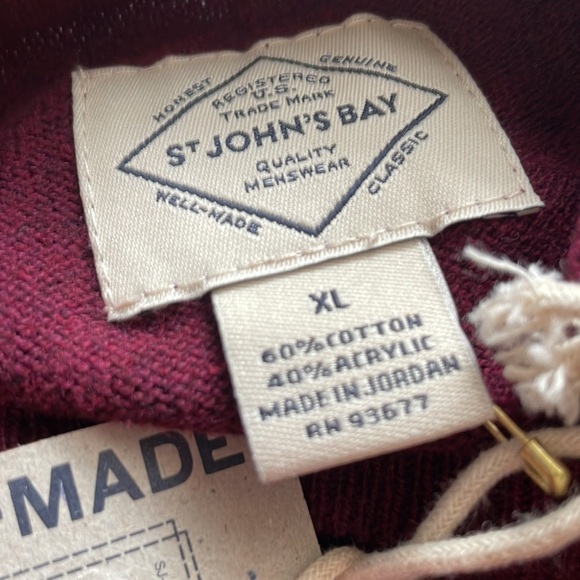 HONEST
GENUINE
REGISTERED
U.S.
TRADE MARK
ST JOHN'S BAY
QUALITY
MENSWEAR
WELL-MADE
CLASSIC
XL
60% COTTON
40% ACRYLIC
MADE IN JORDAN
RN 93677
MADE